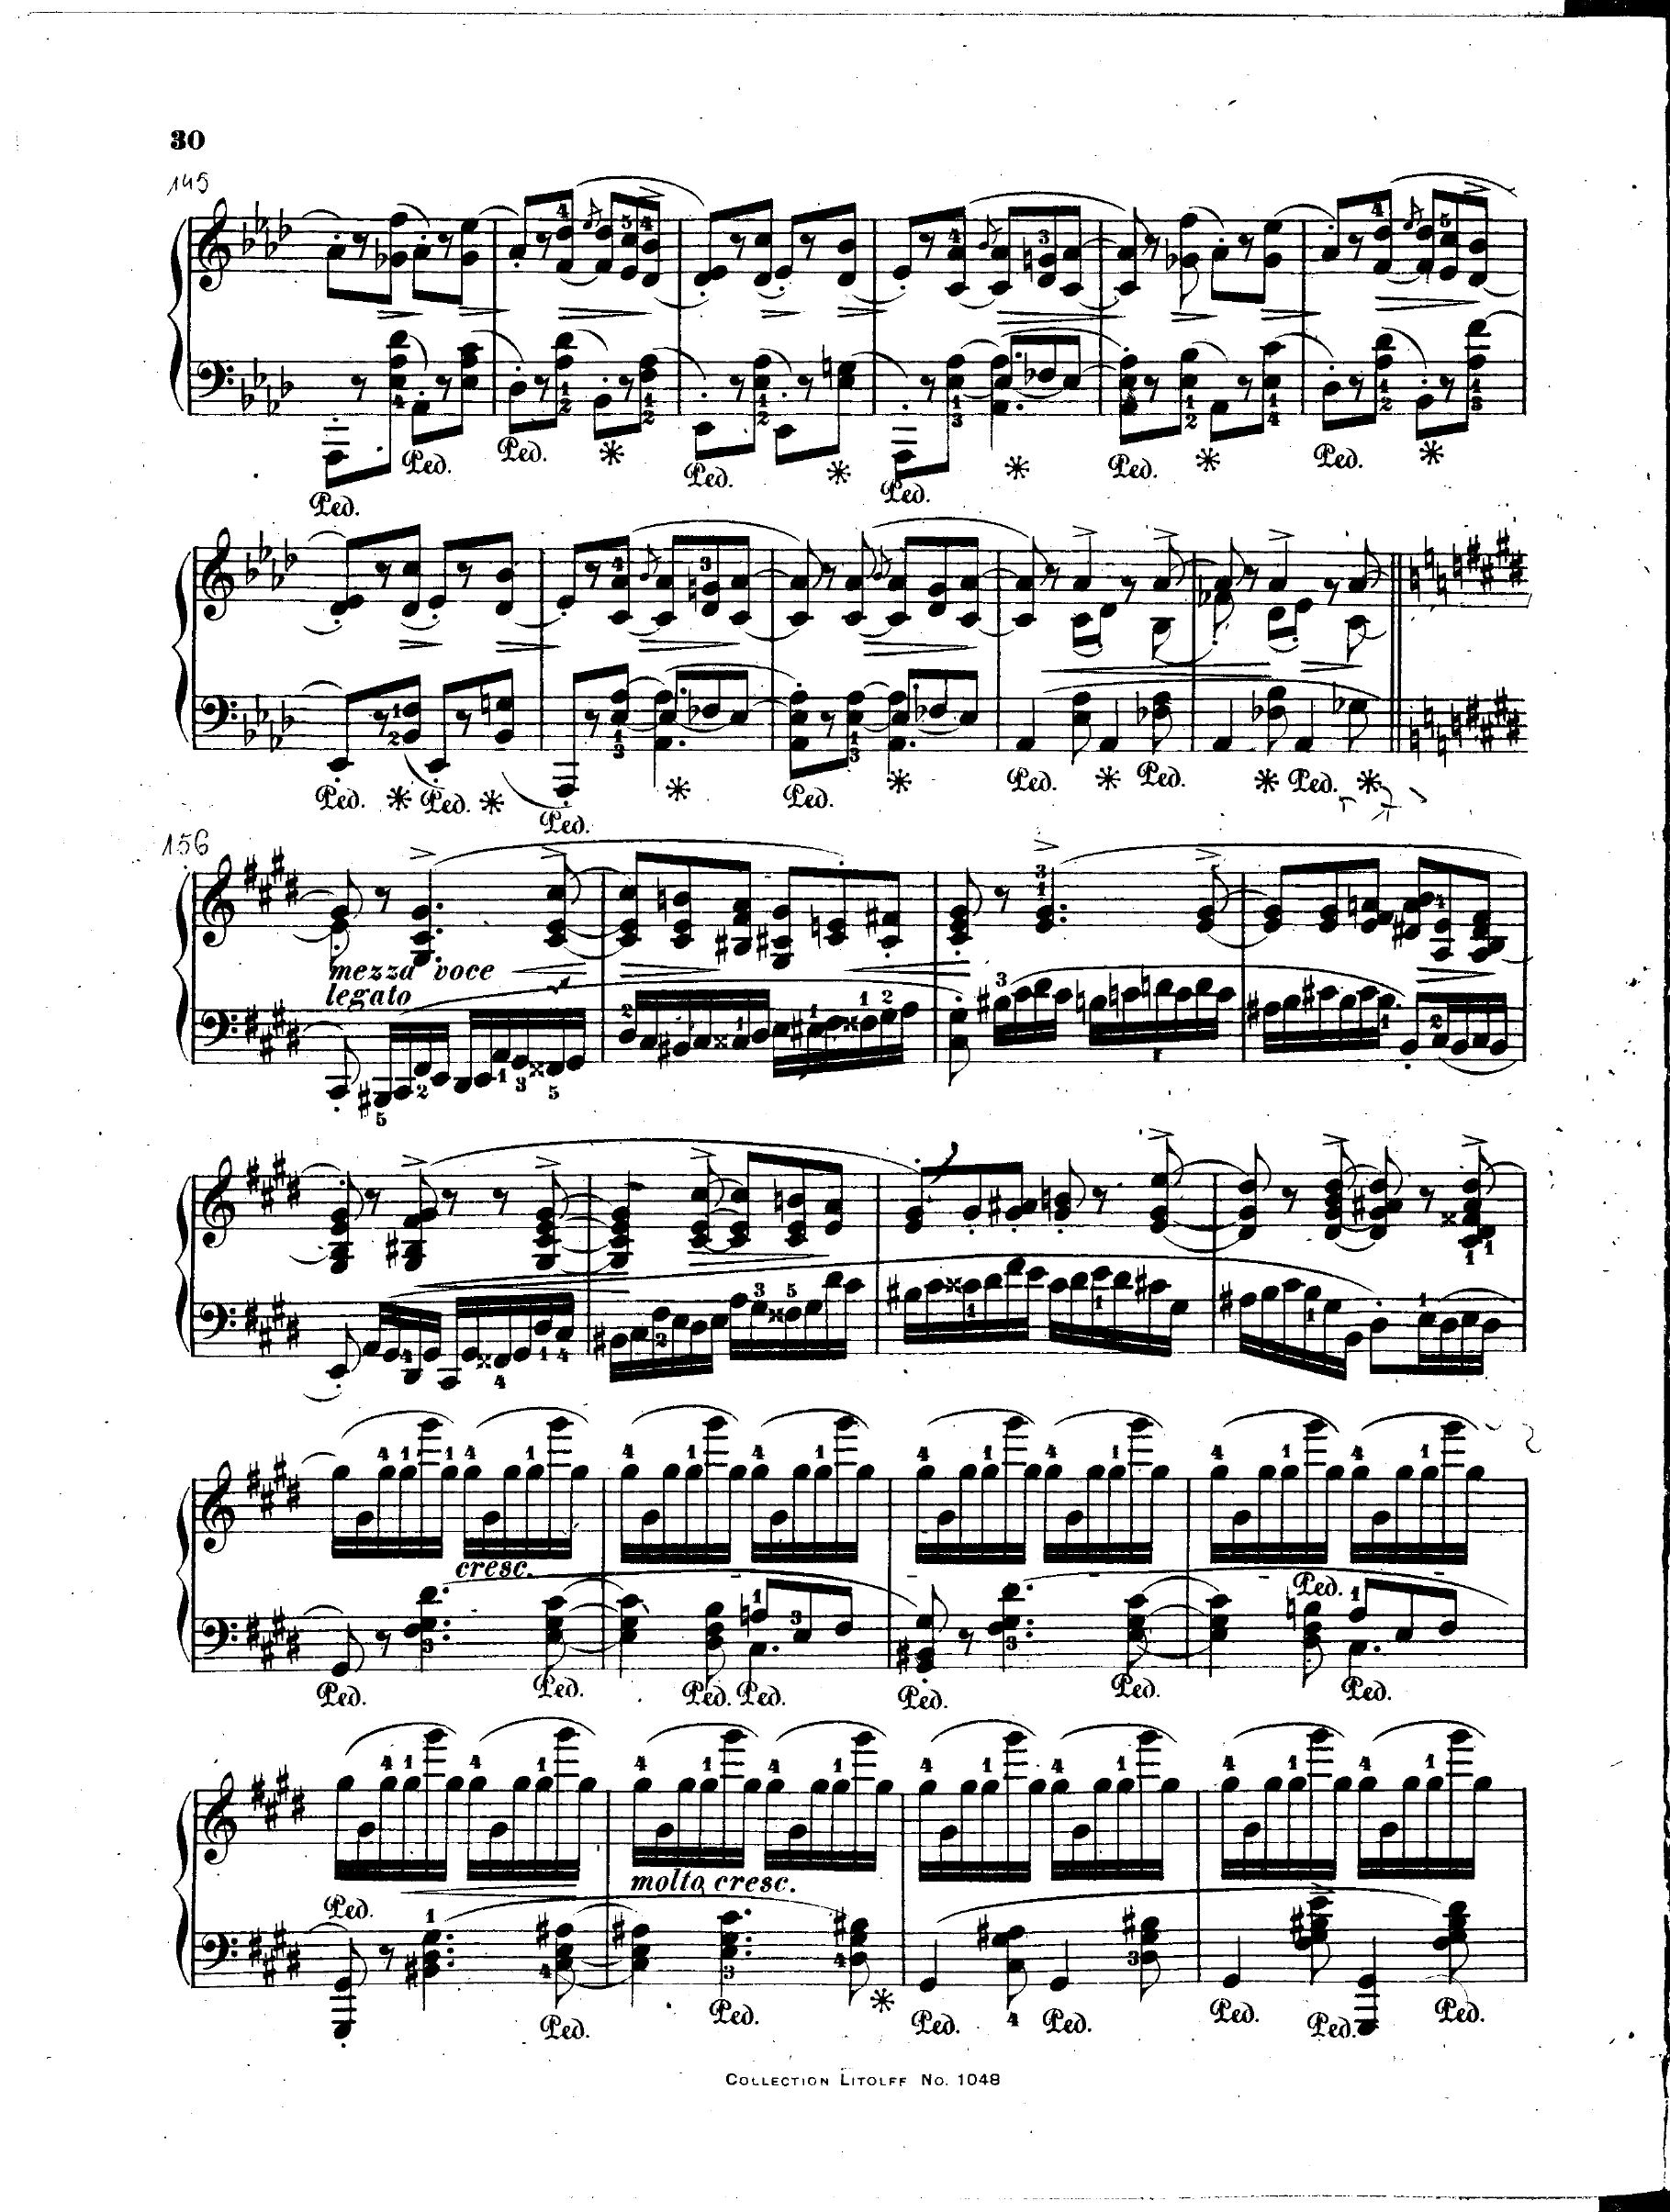 30
145
Ped. Ped. Ped. Ped. Ped. Ped. Ped.
Ped. Ped. Ped. Ped. Ped. Ped. Ped.
156
mezza voce
legato
cresc.
Ped. Ped. Ped. Ped. Ped. Ped. Ped. Ped.
Ped.
molto cresc.
Ped. Ped. Ped. Ped. Ped. Ped. Ped.
COLLECTION LITOLFF No. 1048